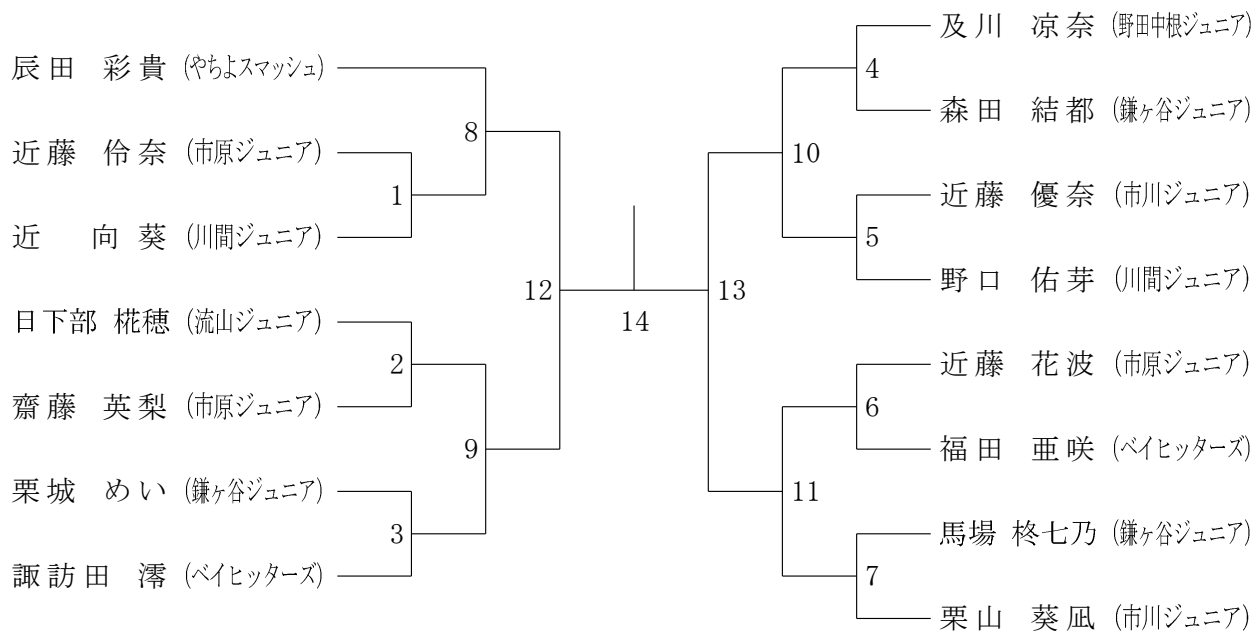 辰田 彩貴 (やちよスマッシュ)
8
近藤 伶奈 (市原ジュニア)
1
近 向葵 (川間ジュニア)
12
日下部 椛穂 (流山ジュニア)
2
齋藤 英梨 (市原ジュニア)
9
栗城 めい (鎌ヶ谷ジュニア)
3
諏訪田 澪 (ベイヒッターズ)
14
及川 凉奈 (野田中根ジュニア)
4
森田 結都 (鎌ヶ谷ジュニア)
10
近藤 優奈 (市川ジュニア)
5
野口 佑芽 (川間ジュニア)
13
近藤 花波 (市原ジュニア)
6
福田 亜咲 (ベイヒッターズ)
11
馬場 柊七乃 (鎌ヶ谷ジュニア)
7
栗山 葵凪 (市川ジュニア)